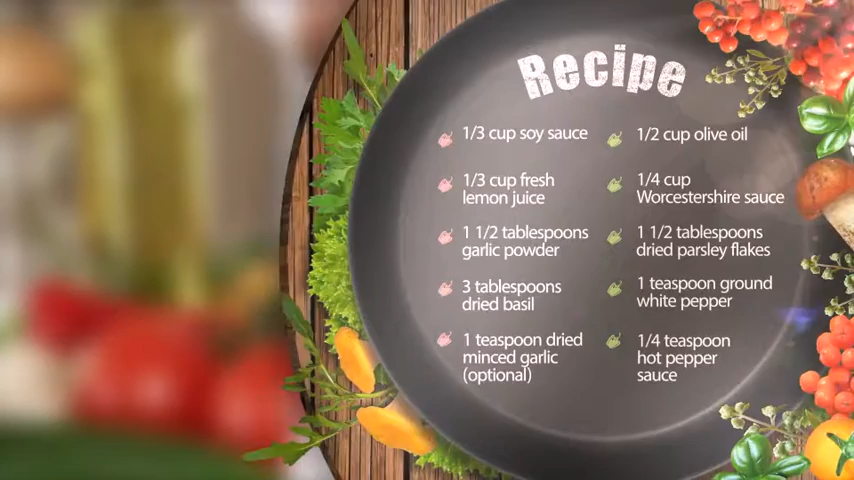 Recipe
1/3 cup soy sauce
1/3 cup fresh
lemon juice
1 1/2 tablespoons
garlic powder
3 tablespoons
dried basil
1 teaspoon dried
minced garlic
(optional)
1/2 cup olive oil
1/4 cup
Worcestershire sauce
1 1/2 tablespoons
dried parsley flakes
1 teaspoon ground
white pepper
1/4 teaspoon
hot pepper
sauce